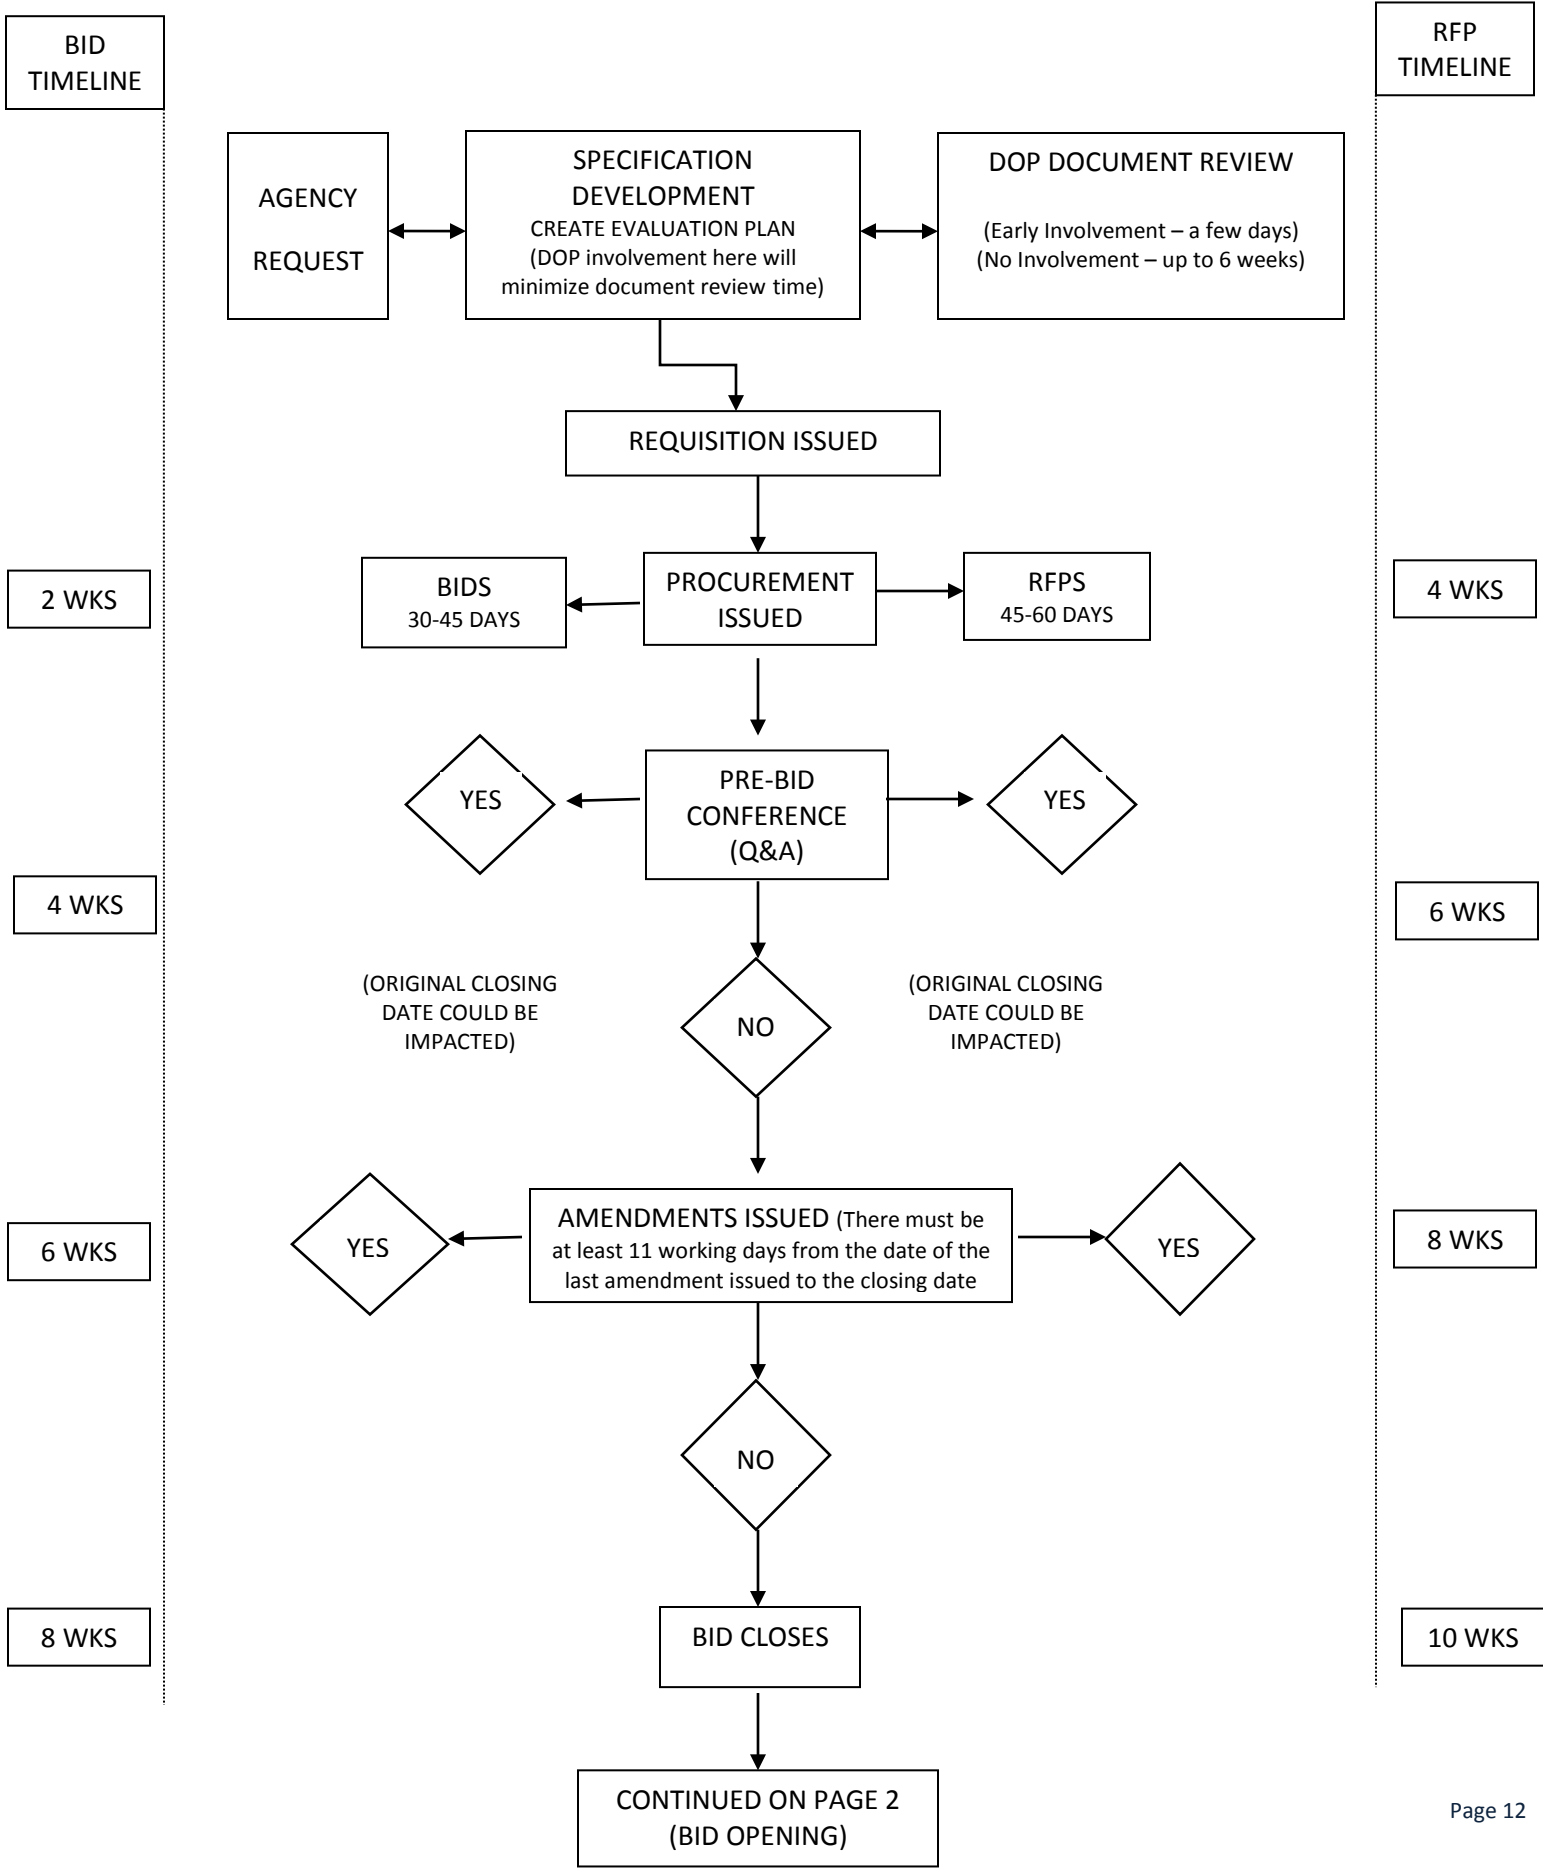 BID
TIMELINE
RFP
TIMELINE
AGENCY
REQUEST
SPECIFICATION
DEVELOPMENT
CREATE EVALUATION PLAN
(DOP involvement here will
minimize document review time)
DOP DOCUMENT REVIEW
(Early Involvement – a few days)
(No Involvement – up to 6 weeks)
REQUISITION ISSUED
2 WKS
BIDS
30-45 DAYS
PROCUREMENT
ISSUED
RFPS
45-60 DAYS
4 WKS
YES
PRE-BID
CONFERENCE
(Q&A)
YES
4 WKS
6 WKS
(ORIGINAL CLOSING
DATE COULD BE
IMPACTED)
NO
(ORIGINAL CLOSING
DATE COULD BE
IMPACTED)
6 WKS
YES
AMENDMENTS ISSUED (There must be
at least 11 working days from the date of the
last amendment issued to the closing date
YES
8 WKS
NO
8 WKS
BID CLOSES
10 WKS
CONTINUED ON PAGE 2
(BID OPENING)
Page 12